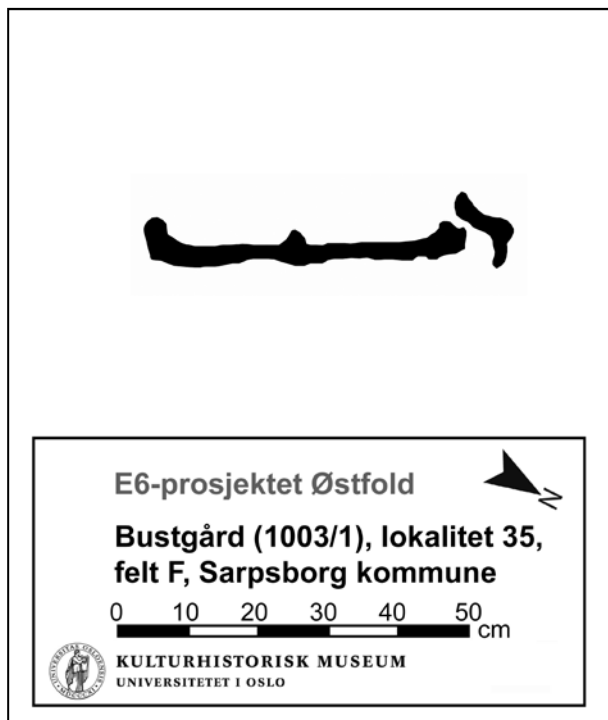 E6-prosjektet Østfold
N
Bustgård (1003/1), lokalitet 35,
felt F, Sarpsborg kommune
0 10 20 30 40 50
cm
KULTURHISTORISK MUSEUM
UNIVERSITETET I OSLO